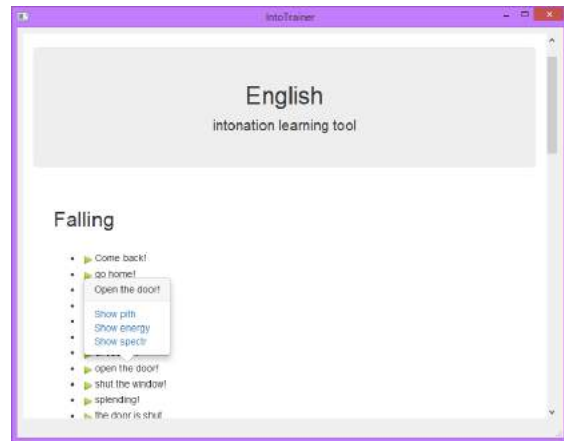 IntoTrainer
English
intonation learning tool
Falling
Come back!
go home!
Open the door!
Show pith
Show energy
Show spectr
open the door!
shut the window!
splending!
the door is shut